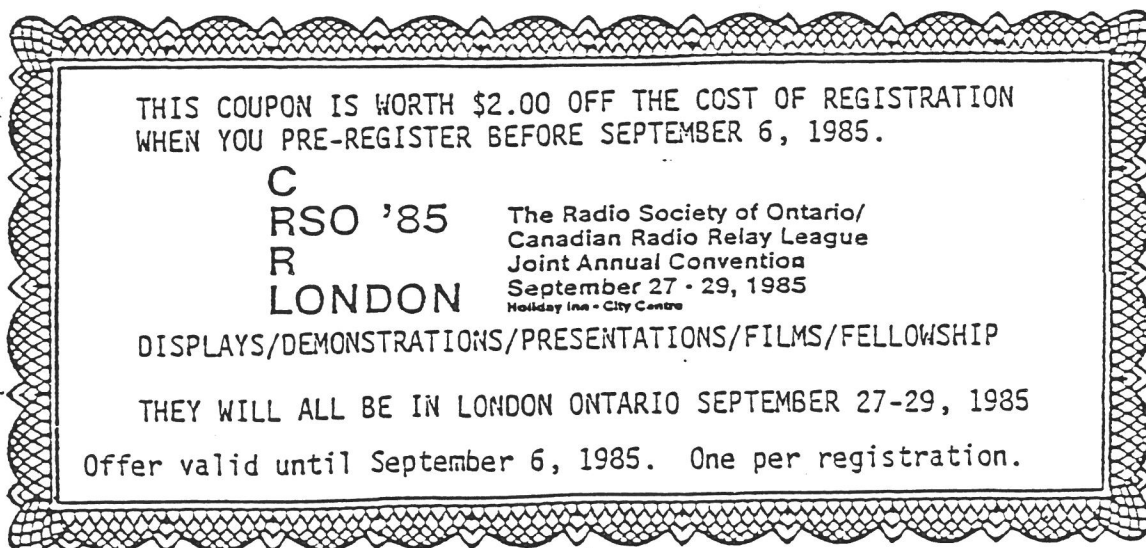 THIS COUPON IS WORTH $2.00 OFF THE COST OF REGISTRATION
WHEN YOU PRE-REGISTER BEFORE SEPTEMBER 6, 1985.
C
RSO '85
R
LONDON
The Radio Society of Ontario/
Canadian Radio Relay League
Joint Annual Convention
September 27 - 29, 1985
Holiday Inn - City Centre
DISPLAYS/DEMONSTRATIONS/PRESENTATIONS/FILMS/FELLOWSHIP
THEY WILL ALL BE IN LONDON ONTARIO SEPTEMBER 27-29, 1985
Offer valid until September 6, 1985. One per registration.